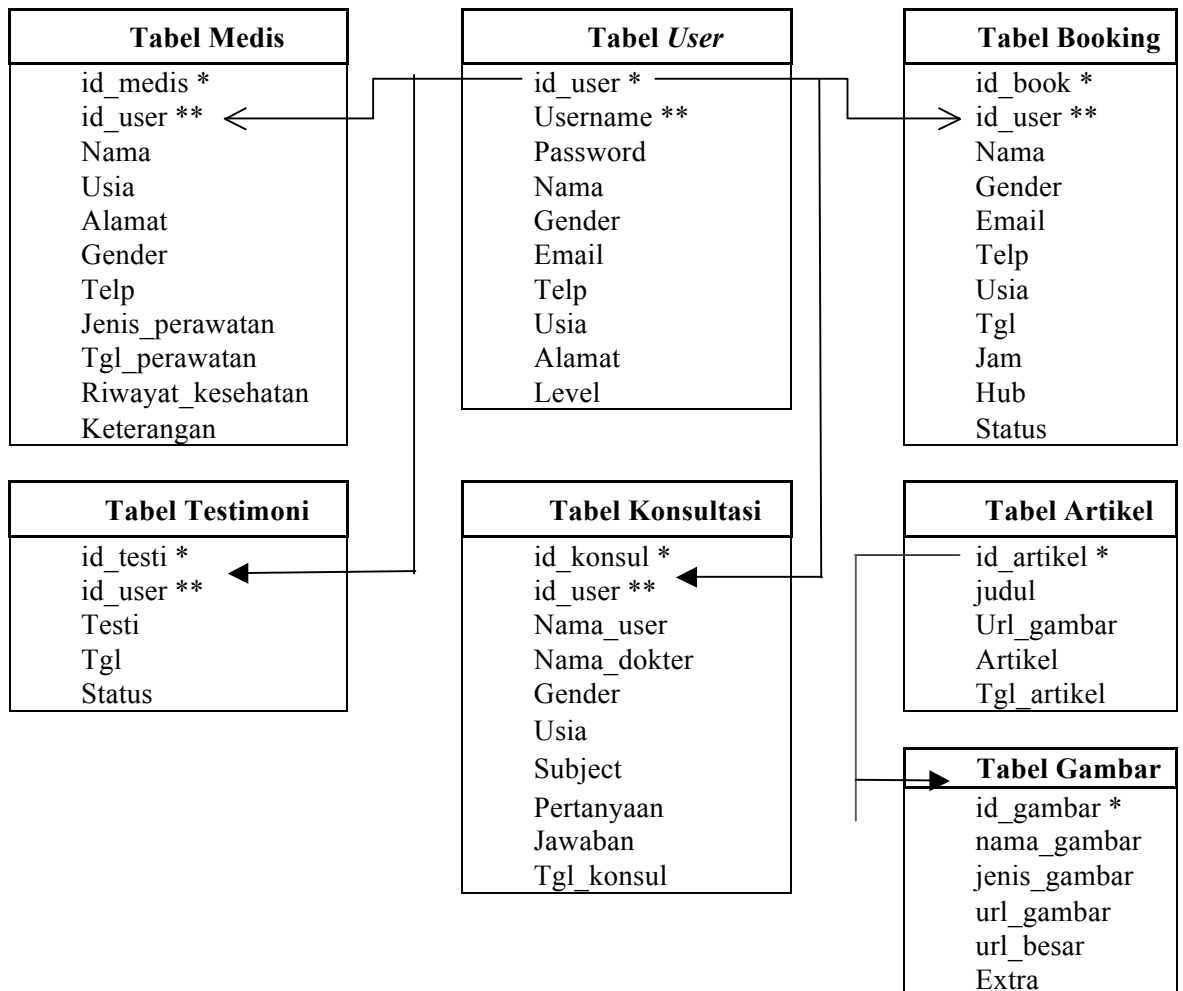 Tabel Medis
id_medis *
id_user **
Nama
Usia
Alamat
Gender
Telp
Jenis_perawatan
Tgl_perawatan
Riwayat_kesehatan
Keterangan
Tabel User
id_user *
Username **
Password
Nama
Gender
Email
Telp
Usia
Alamat
Level
Tabel Booking
id_book *
id_user **
Nama
Gender
Email
Telp
Usia
Tgl
Jam
Hub
Status
Tabel Testimoni
id_testi *
id_user **
Testi
Tgl
Status
Tabel Konsultasi
id_konsul *
id_user **
Nama_user
Nama_dokter
Gender
Usia
Subject
Pertanyaan
Jawaban
Tgl_konsul
Tabel Artikel
id_artikel *
judul
Url_gambar
Artikel
Tgl_artikel
Tabel Gambar
id_gambar *
nama_gambar
jenis_gambar
url_gambar
url_besar
Extra